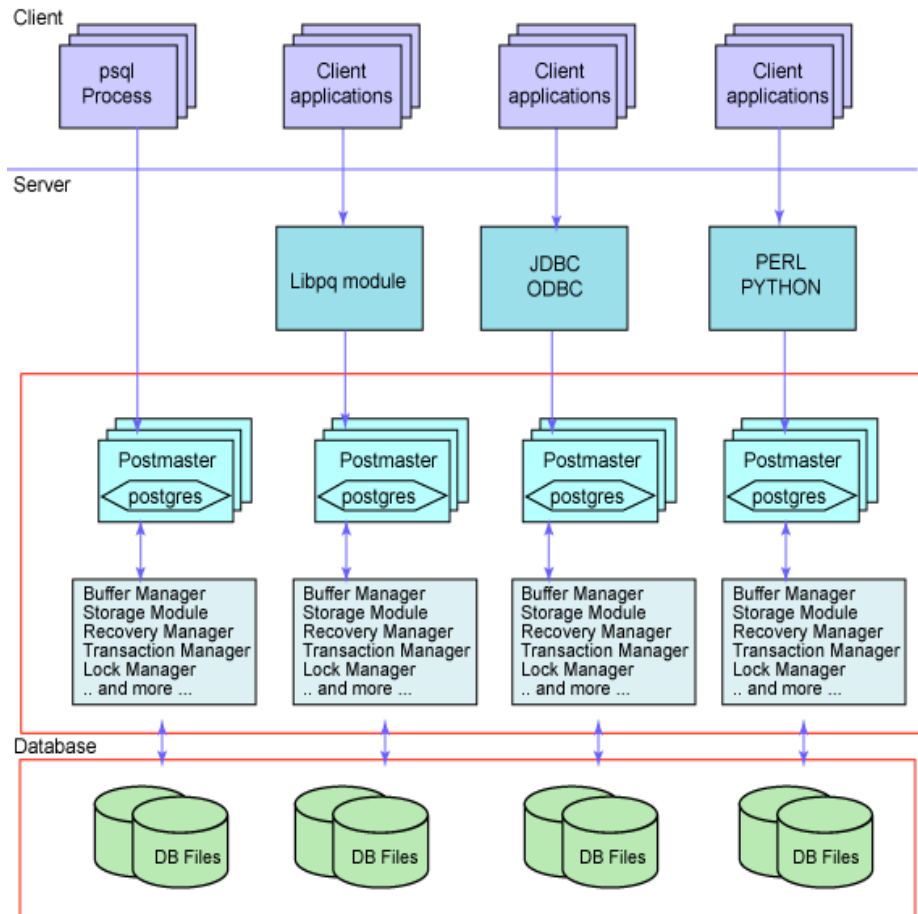 Client
psql
Process
Client
applications
Client
applications
Client
applications
Server
Libpq module
JDBC
ODBC
PERL
PYTHON
Postmaster
postgres
Postmaster
postgres
Postmaster
postgres
Postmaster
postgres
Buffer Manager
Storage Module
Recovery Manager
Transaction Manager
Lock Manager
.. and more ...
Buffer Manager
Storage Module
Recovery Manager
Transaction Manager
Lock Manager
.. and more ...
Buffer Manager
Storage Module
Recovery Manager
Transaction Manager
Lock Manager
.. and more ...
Buffer Manager
Storage Module
Recovery Manager
Transaction Manager
Lock Manager
.. and more ...
Database
DB Files
DB Files
DB Files
DB Files